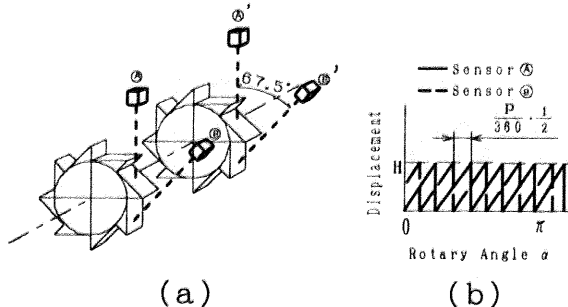 Ⓐ'
Ⓐ
67.5°
Ⓑ'
Ⓑ
(a)
Sensor Ⓐ
Sensor Ⓑ
P/360 · 1/2
Displacement
H
0
π
Rotary Angle α
(b)